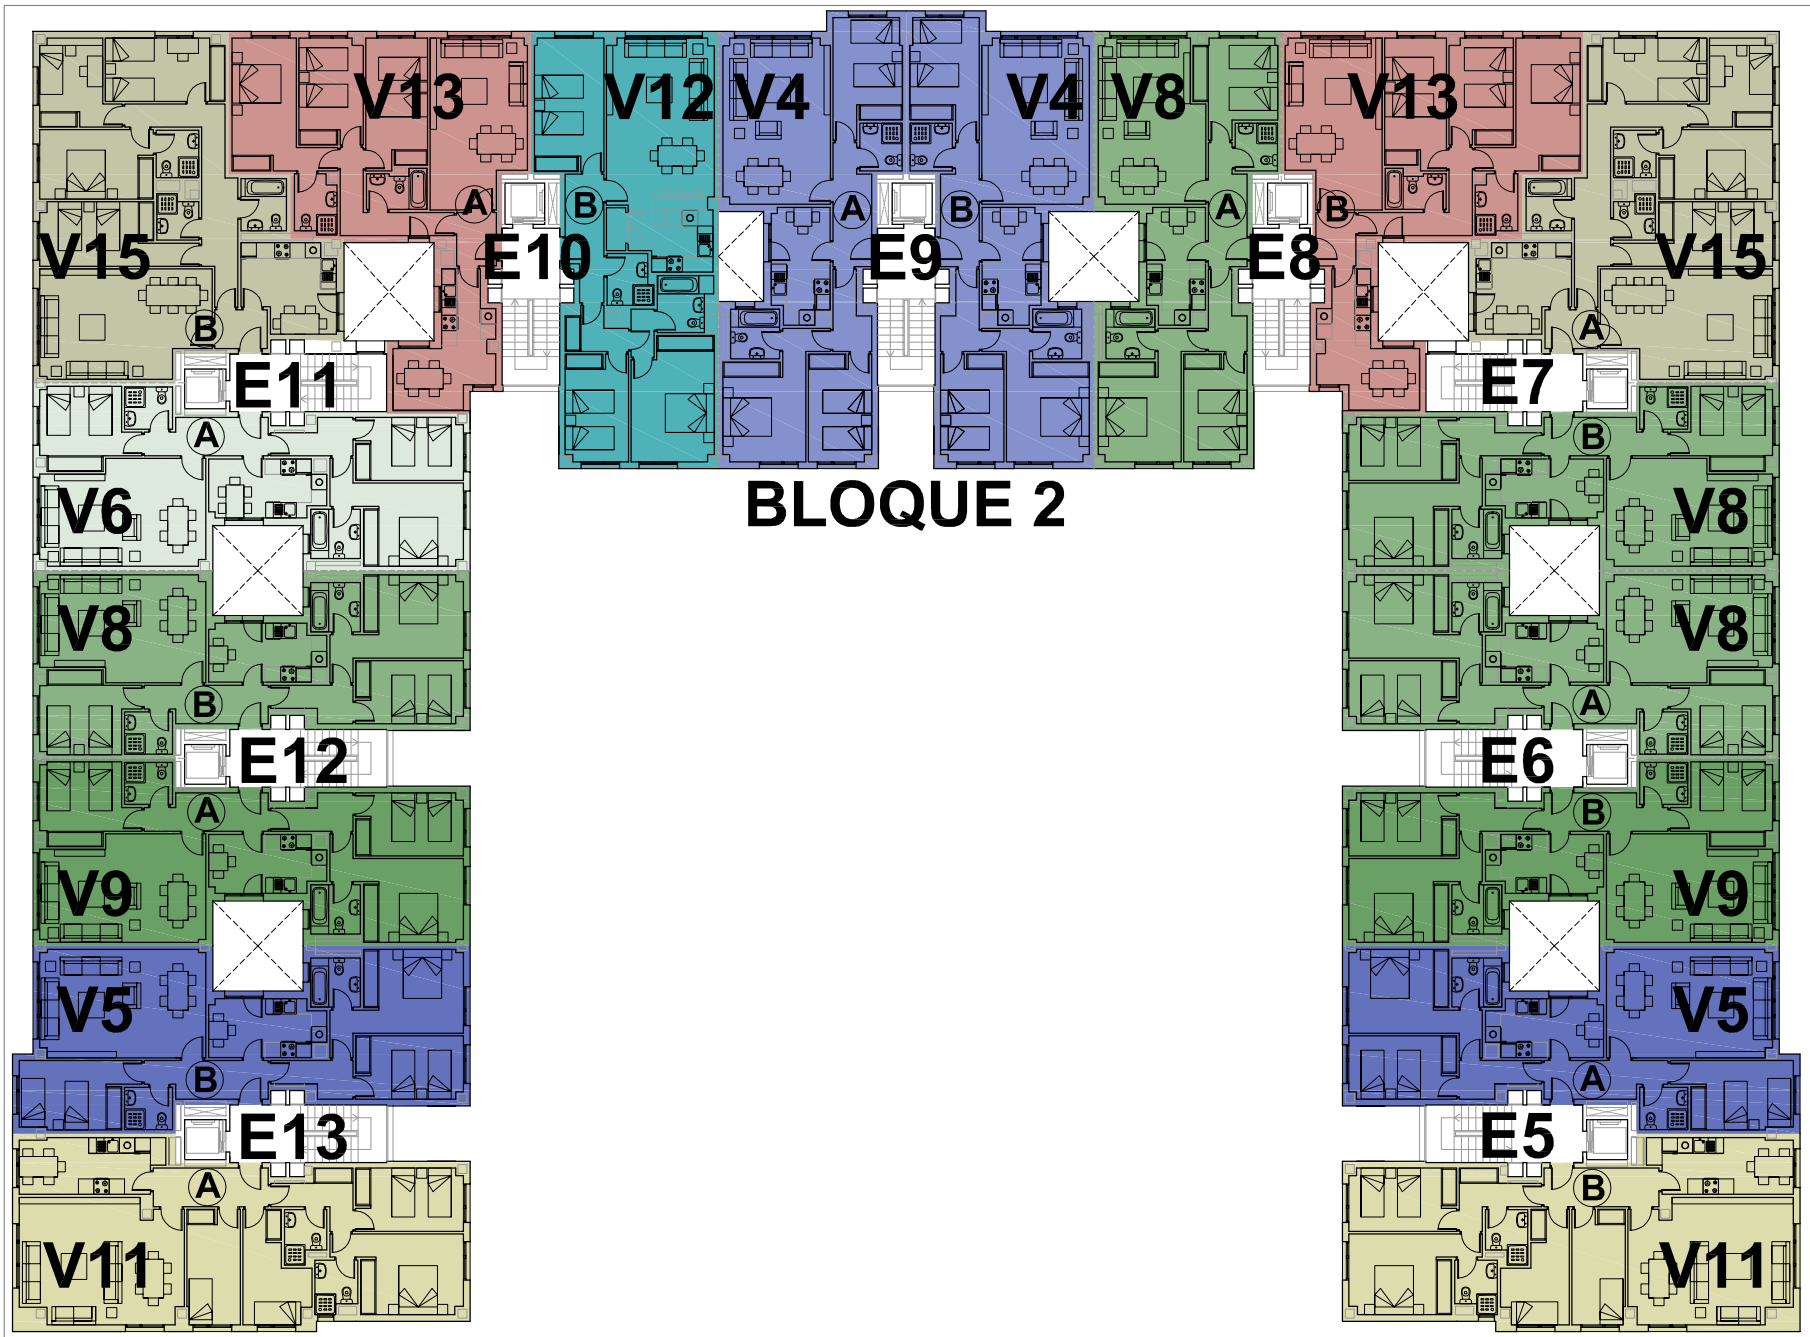 V13 V12 V4 V4 V8 V13
A B A B A B
V15 E10 E9 E8 V15
B A
E11 E7
A B
V6 BLOQUE 2 V8
V8 V8
B A
E12 E6
A B
V9 V9
V5 V5
B A
E13 E5
A B
V11 V11